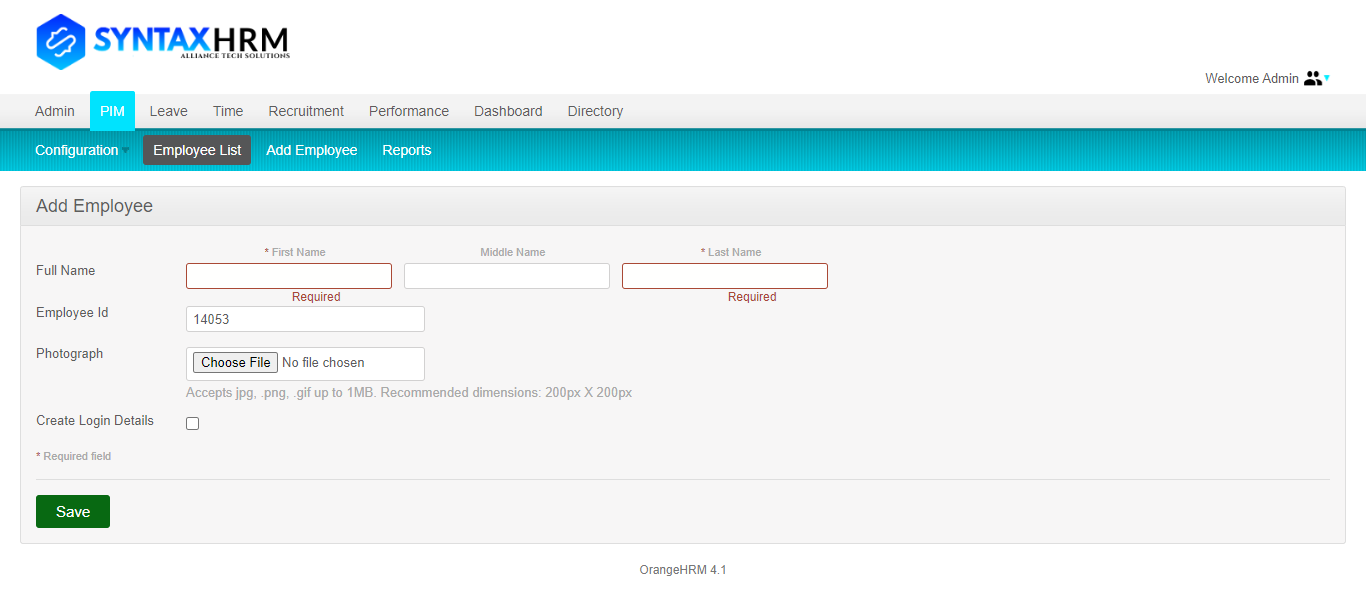 SYNTAXHRM
ALLIANCE TECH SOLUTIONS
Welcome Admin
Admin PIM Leave Time Recruitment Performance Dashboard Directory
Configuration Employee List Add Employee Reports
Add Employee
* First Name Middle Name * Last Name
Full Name
Required Required
Employee Id 14053
Photograph Choose File No file chosen
Accepts jpg, .png, .gif up to 1MB. Recommended dimensions: 200px X 200px
Create Login Details
* Required field
Save
OrangeHRM 4.1